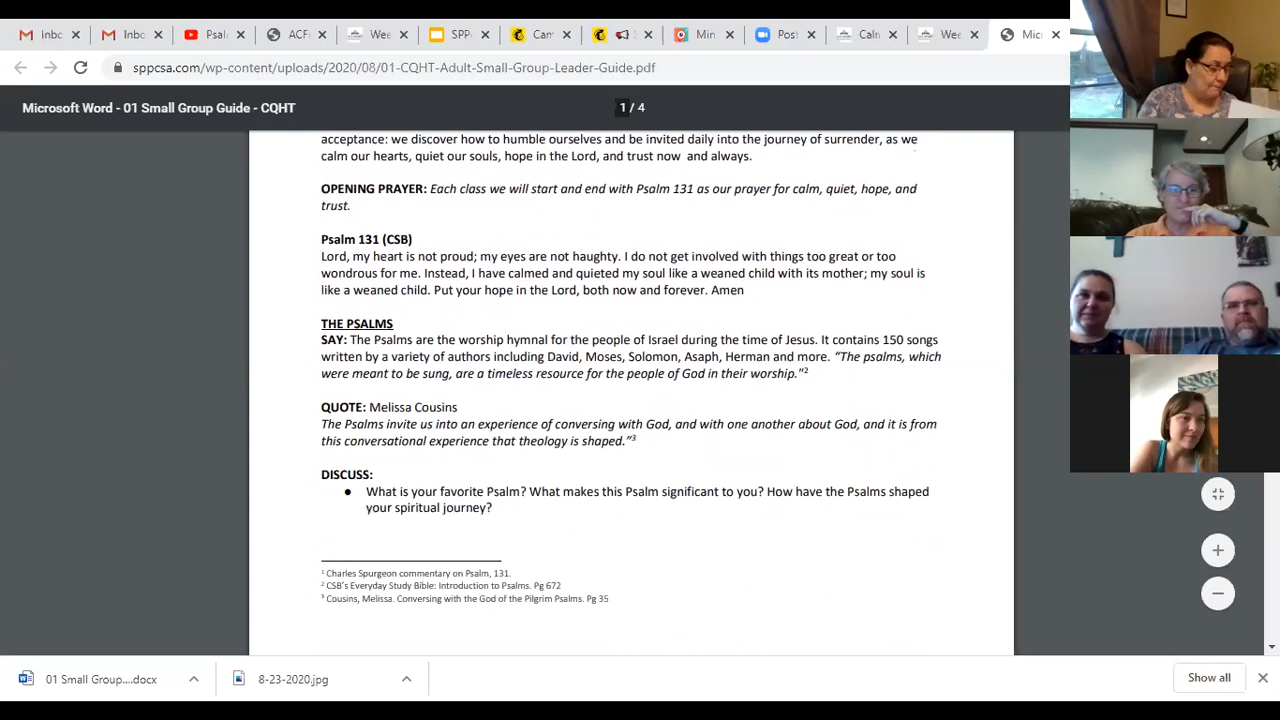 Inbc
Inbc
Psal
ACF
Wee
SPP
Cam
S
Min
Post
Caln
Wee
Mic
sppcsa.com/wp-content/uploads/2020/08/01-CQHT-Adult-Small-Group-Leader-Guide.pdf
Microsoft Word - 01 Small Group Guide - CQHT
1 / 4
acceptance: we discover how to humble ourselves and be invited daily into the journey of surrender, as we
calm our hearts, quiet our souls, hope in the Lord, and trust now and always.
OPENING PRAYER: Each class we will start and end with Psalm 131 as our prayer for calm, quiet, hope, and
trust.
Psalm 131 (CSB)
Lord, my heart is not proud; my eyes are not haughty. I do not get involved with things too great or too
wondrous for me. Instead, I have calmed and quieted my soul like a weaned child with its mother; my soul is
like a weaned child. Put your hope in the Lord, both now and forever. Amen
THE PSALMS
SAY: The Psalms are the worship hymnal for the people of Israel during the time of Jesus. It contains 150 songs
written by a variety of authors including David, Moses, Solomon, Asaph, Herman and more. “The psalms, which
were meant to be sung, are a timeless resource for the people of God in their worship.”2
QUOTE: Melissa Cousins
The Psalms invite us into an experience of conversing with God, and with one another about God, and it is from
this conversational experience that theology is shaped.”3
DISCUSS:
● What is your favorite Psalm? What makes this Psalm significant to you? How have the Psalms shaped
your spiritual journey?
1 Charles Spurgeon commentary on Psalm, 131.
2 CSB's Everyday Study Bible: Introduction to Psalms. Pg 672
3 Cousins, Melissa. Conversing with the God of the Pilgrim Psalms. Pg 35
01 Small Group....docx
8-23-2020.jpg
Show all